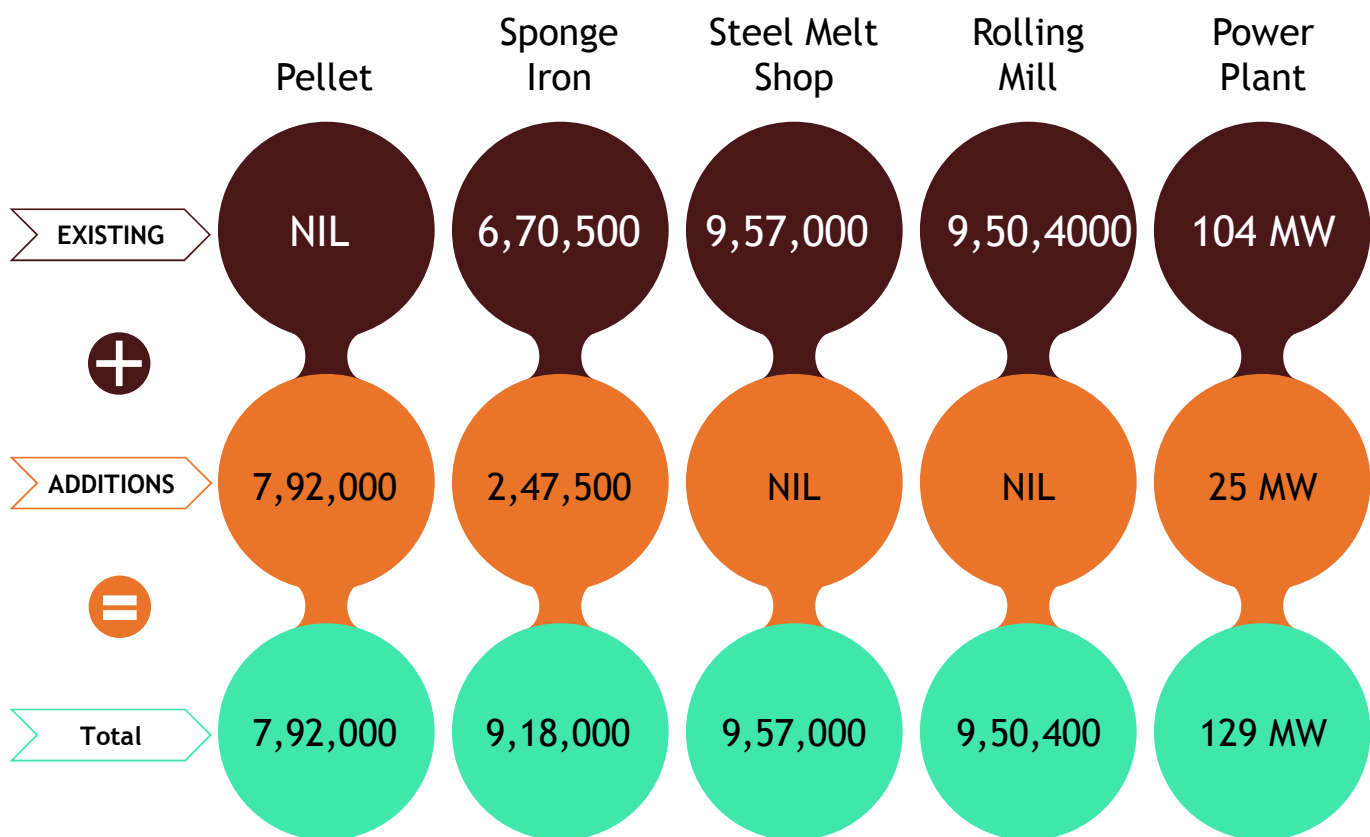 Pellet
Sponge
Iron
Steel Melt
Shop
Rolling
Mill
Power
Plant
EXISTING
NIL
6,70,500
9,57,000
9,50,4000
104 MW
+
ADDITIONS
7,92,000
2,47,500
NIL
NIL
25 MW
=
Total
7,92,000
9,18,000
9,57,000
9,50,400
129 MW